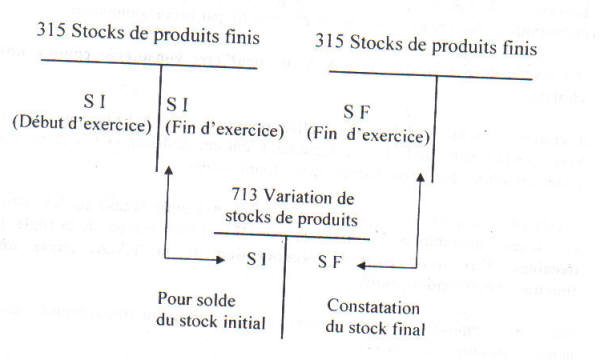 315 Stocks de produits finis
315 Stocks de produits finis
S I
S I
S F
(Début d'exercice)
(Fin d'exercice)
(Fin d'exercice)
713 Variation de
stocks de produits
S I
S F
Pour solde
du stock initial
Constatation
du stock final